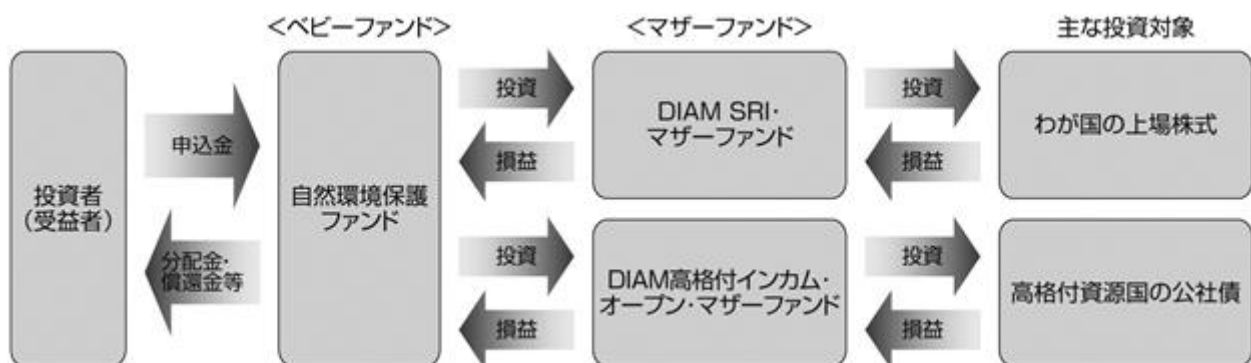 <ベビーファンド>
<マザーファンド>
主な投資対象
投資者
(受益者)
申込金
分配金・
償還金等
自然環境保護
ファンド
投資
損益
投資
損益
DIAM SRI・
マザーファンド
DIAM高格付インカム・
オープン・マザーファンド
投資
損益
投資
損益
わが国の上場株式
高格付資源国の公社債